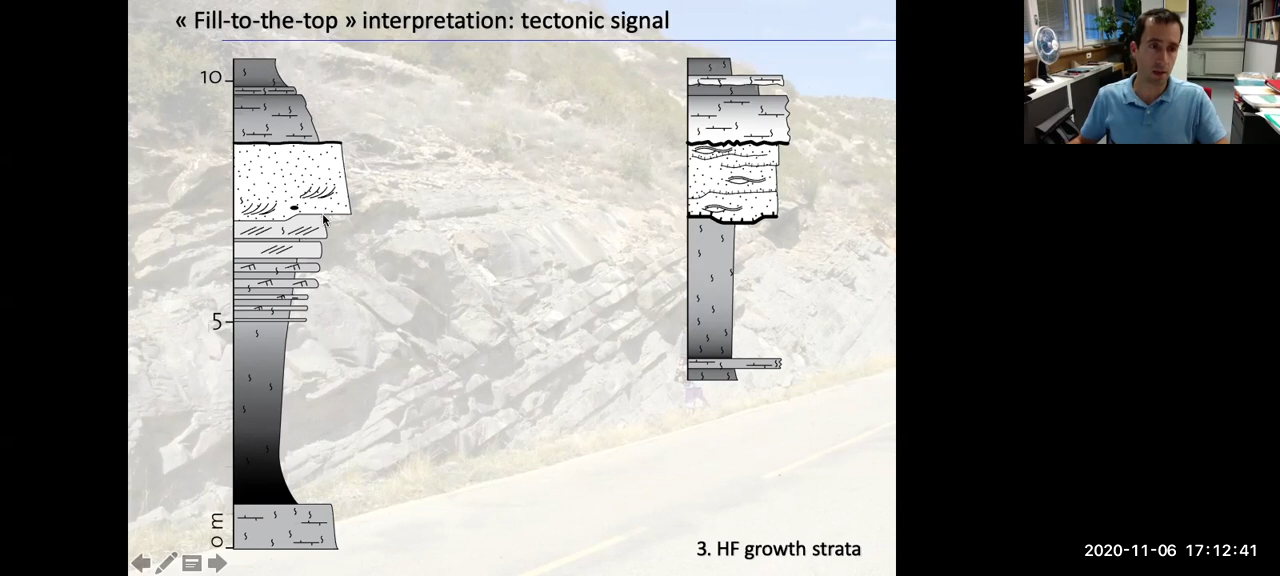 « Fill-to-the-top » interpretation: tectonic signal
10
5
0 m
3. HF growth strata
2020-11-06 17:12:41